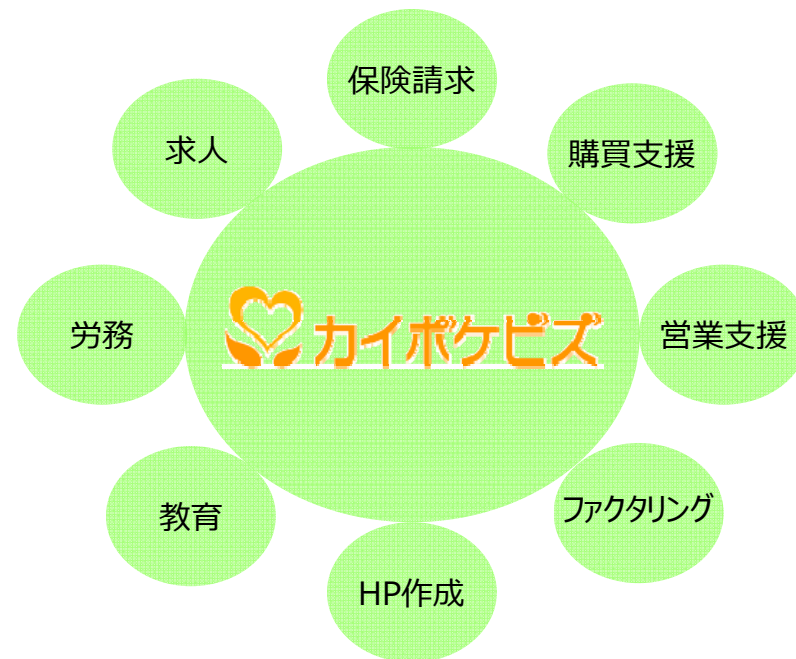 保険請求
求人
購買支援
労務
カイポケビズ
営業支援
教育
ファクタリング
HP作成